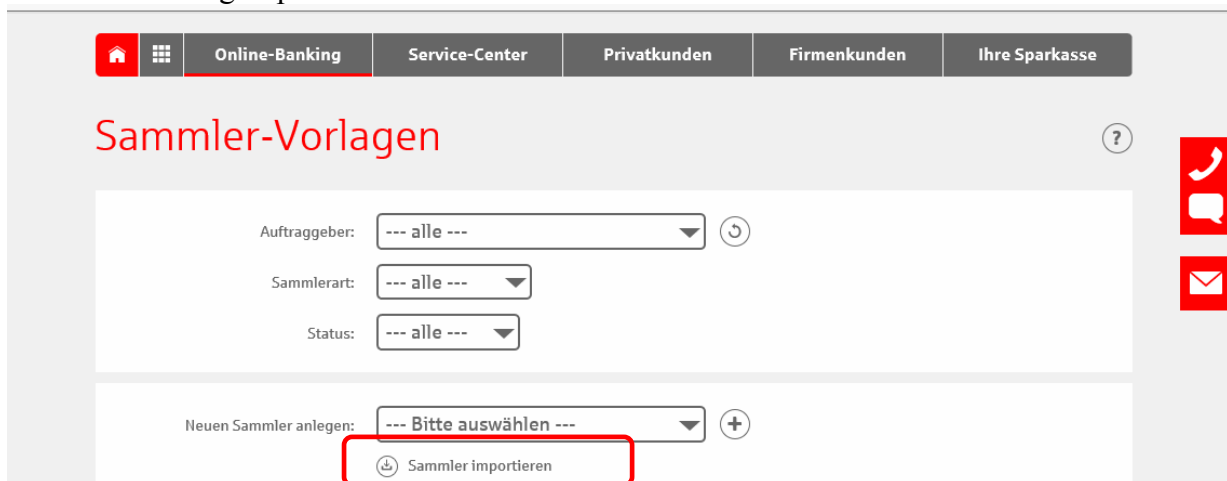 Online-Banking Service-Center Privatkunden Firmenkunden Ihre Sparkasse
Sammler-Vorlagen ?
Auftraggeber: --- alle ---
Sammlerart: --- alle ---
Status: --- alle ---
Neuen Sammler anlegen: --- Bitte auswählen ---
Sammler importieren